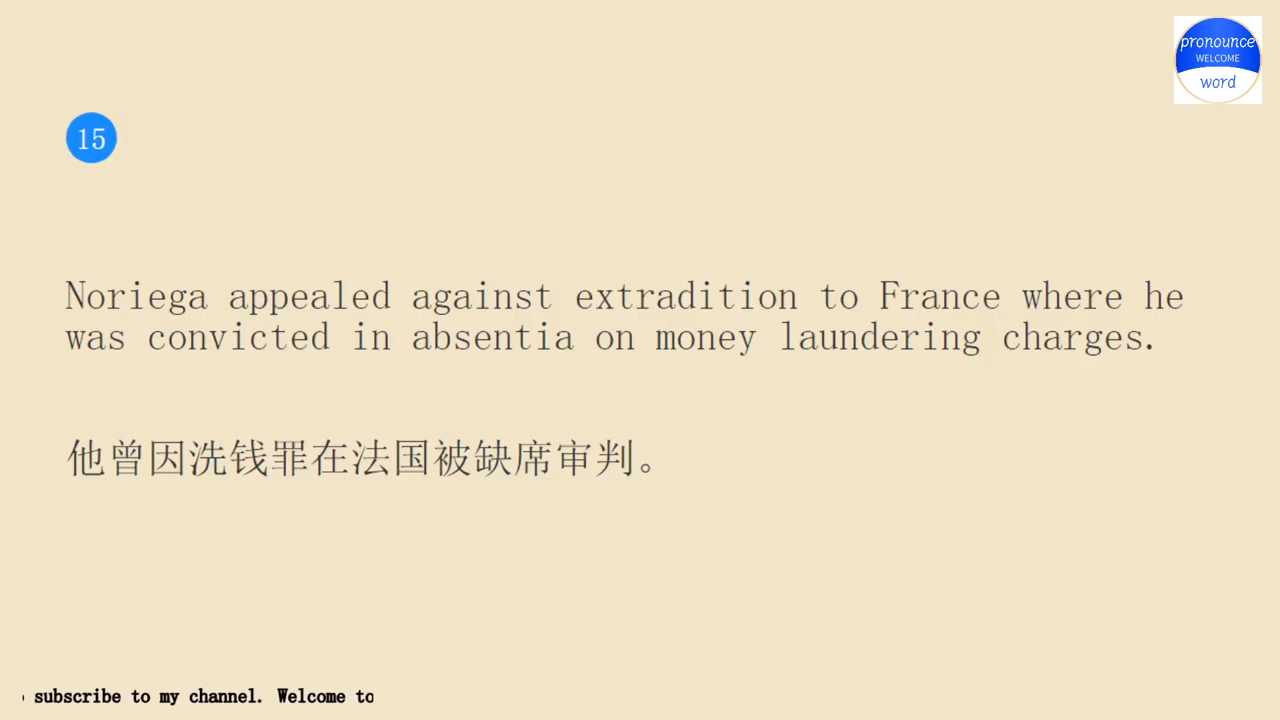 pronounce
WELCOME
word
15
Noriega appealed against extradition to France where he
was convicted in absentia on money laundering charges.
他曾因洗钱罪在法国被缺席审判。
subscribe to my channel. Welcome to